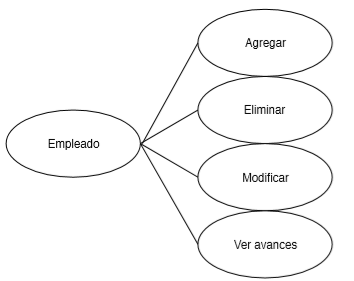 Agregar
Eliminar
Empleado
Modificar
Ver avances